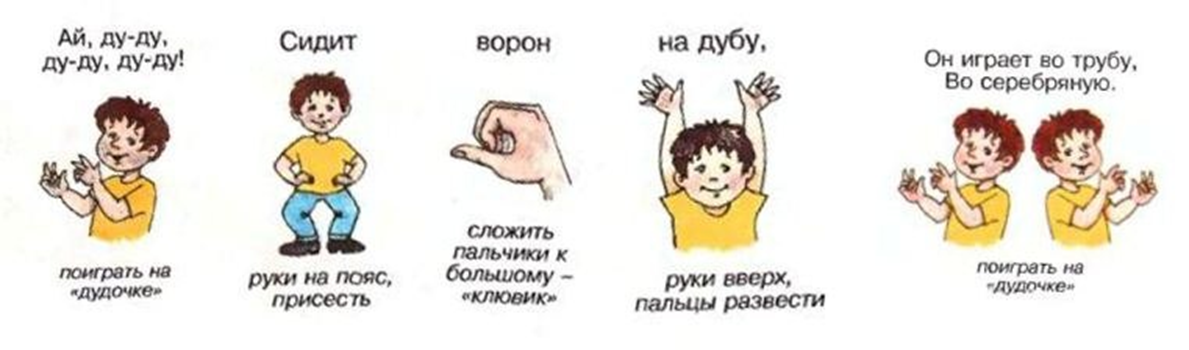 Ай, ду-ду,
ду-ду, ду-ду!
поиграть на
«дудочке»
Сидит
руки на пояс,
присесть
ворон
сложить
пальчики к
большому –
«клювик»
на дубу,
руки вверх,
пальцы развести
Он играет во трубу,
Во серебряную.
поиграть на
«дудочке»